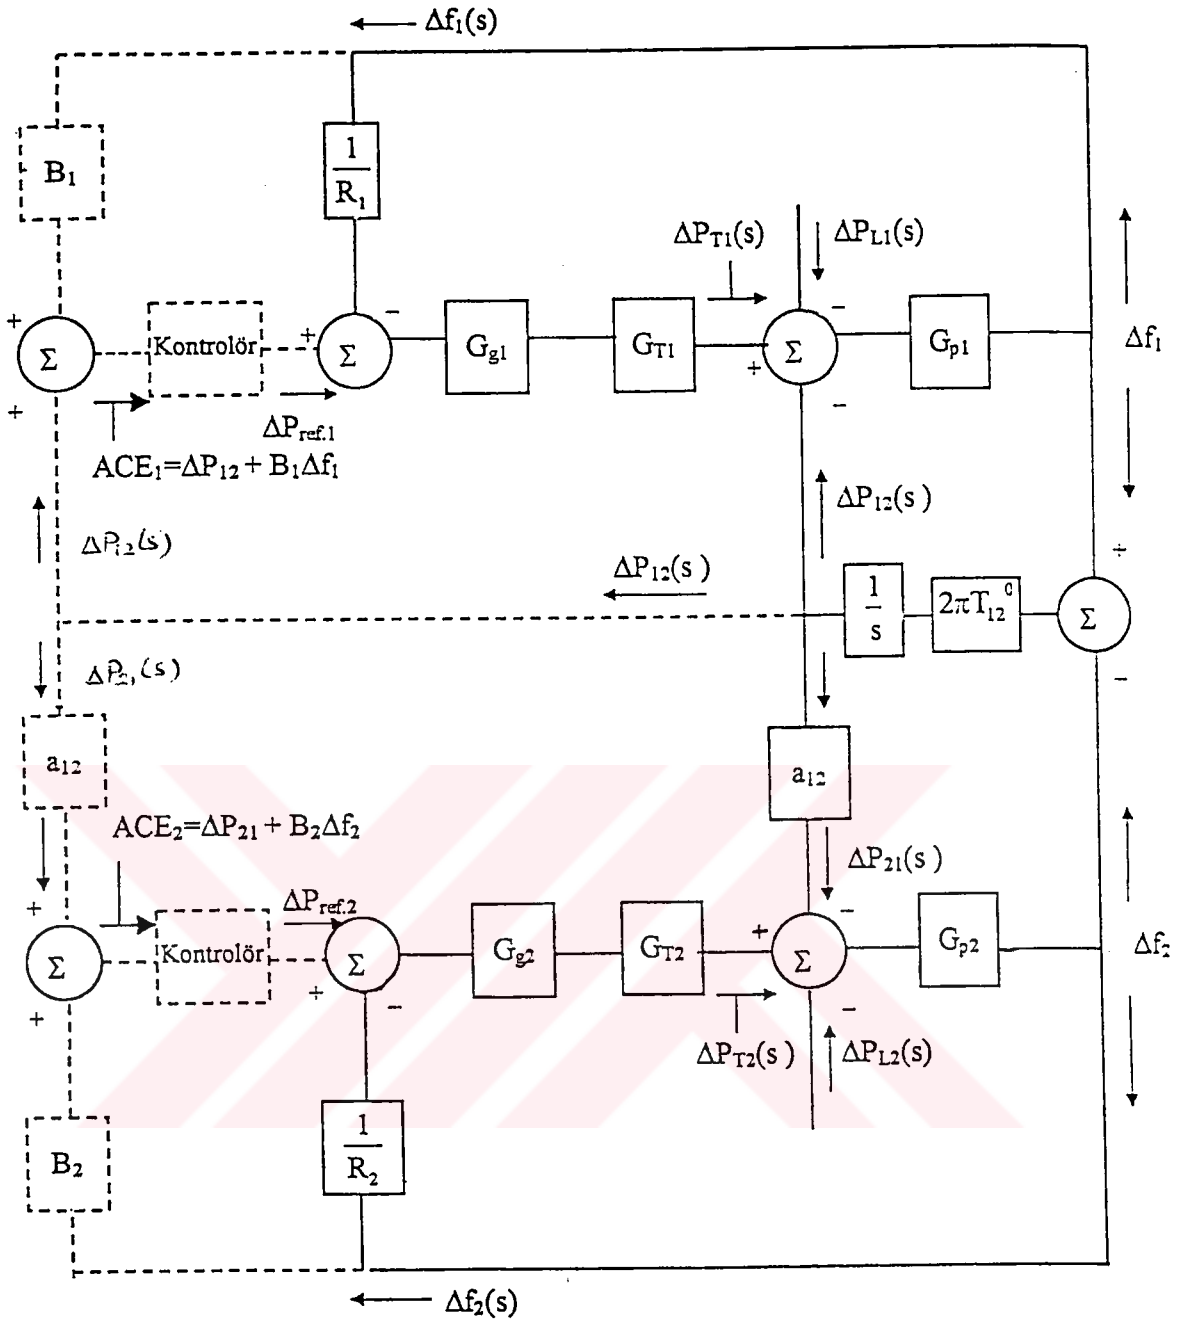 Δf₁(s)
B₁
1
R₁
ΔP_T1(s)
ΔP_L1(s)
+
Σ
+
Kontrolör
+
−
Σ
G_g1
G_T1
−
+
Σ
−
G_p1
Δf₁
ΔP_ref.1
ACE₁=ΔP₁₂ + B₁Δf₁
ΔP₁₂(s)
ΔP₁₂(s)
ΔP₁₂(s)
1
s
2πT₁₂⁰
+
Σ
−
ΔP₂₁(s)
a₁₂
a₁₂
ACE₂=ΔP₂₁ + B₂Δf₂
ΔP₂₁(s)
ΔP_ref.2
+
Σ
+
Kontrolör
Σ
+
−
G_g2
G_T2
+
−
Σ
−
G_p2
Δf₂
ΔP_T2(s)
ΔP_L2(s)
B₂
1
R₂
Δf₂(s)